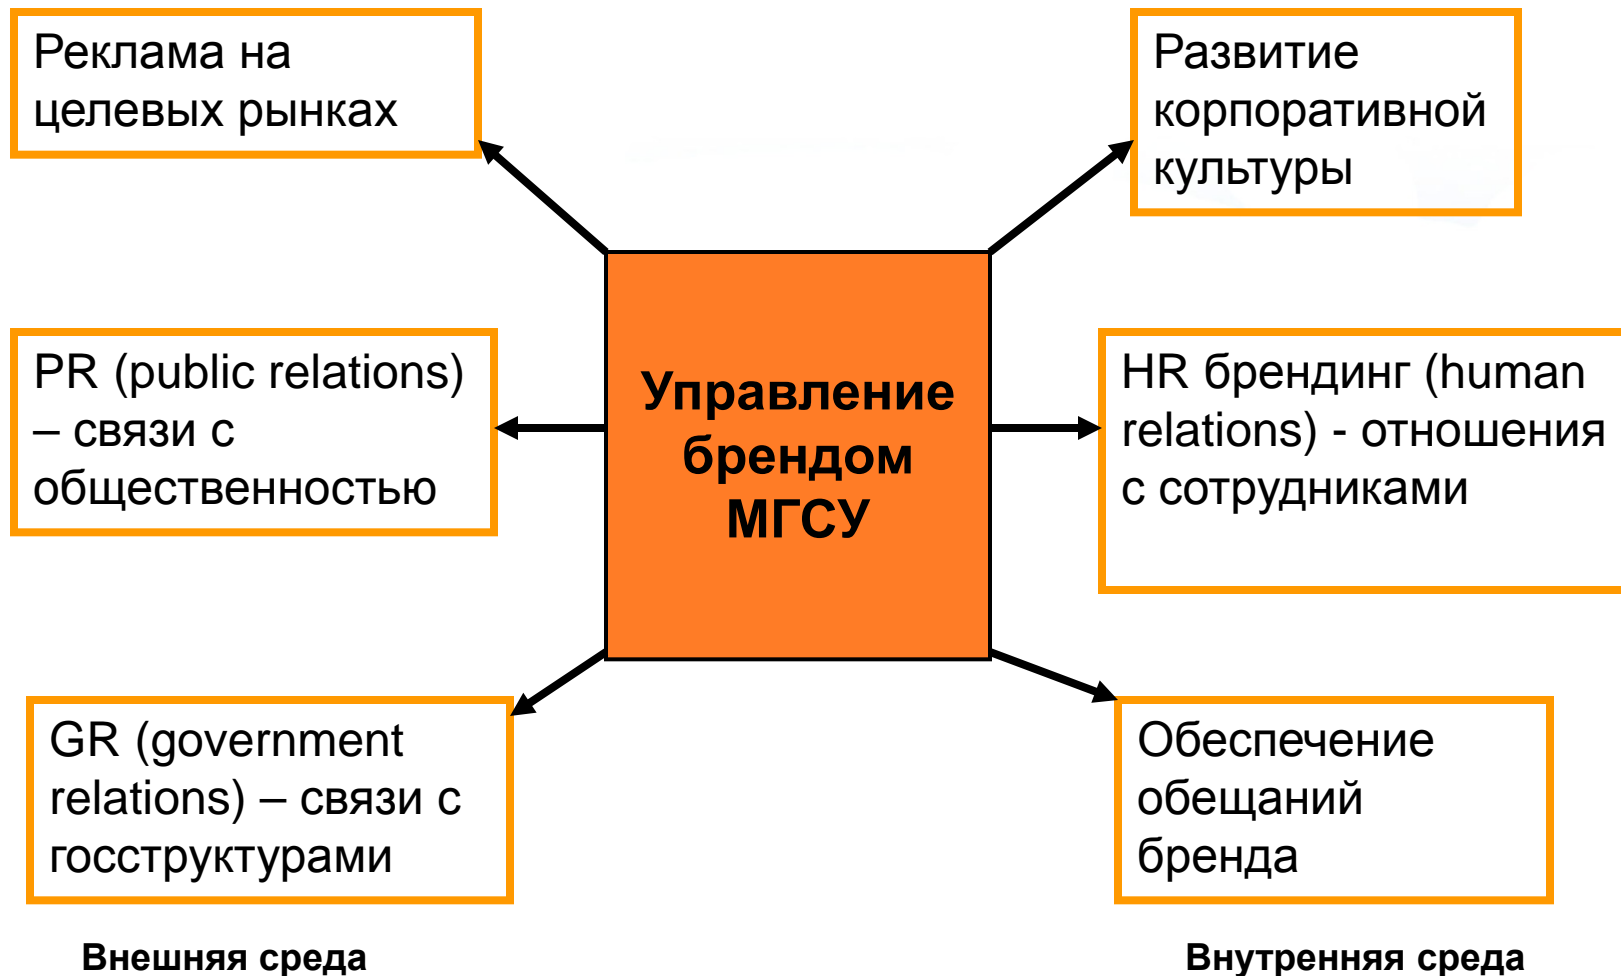 Реклама на
целевых рынках
PR (public relations)
– связи с
общественностью
GR (government
relations) – связи с
госструктурами
Внешняя среда
Управление
брендом
МГСУ
Развитие
корпоративной
культуры
HR брендинг (human
relations) - отношения
с сотрудниками
Обеспечение
обещаний
бренда
Внутренняя среда